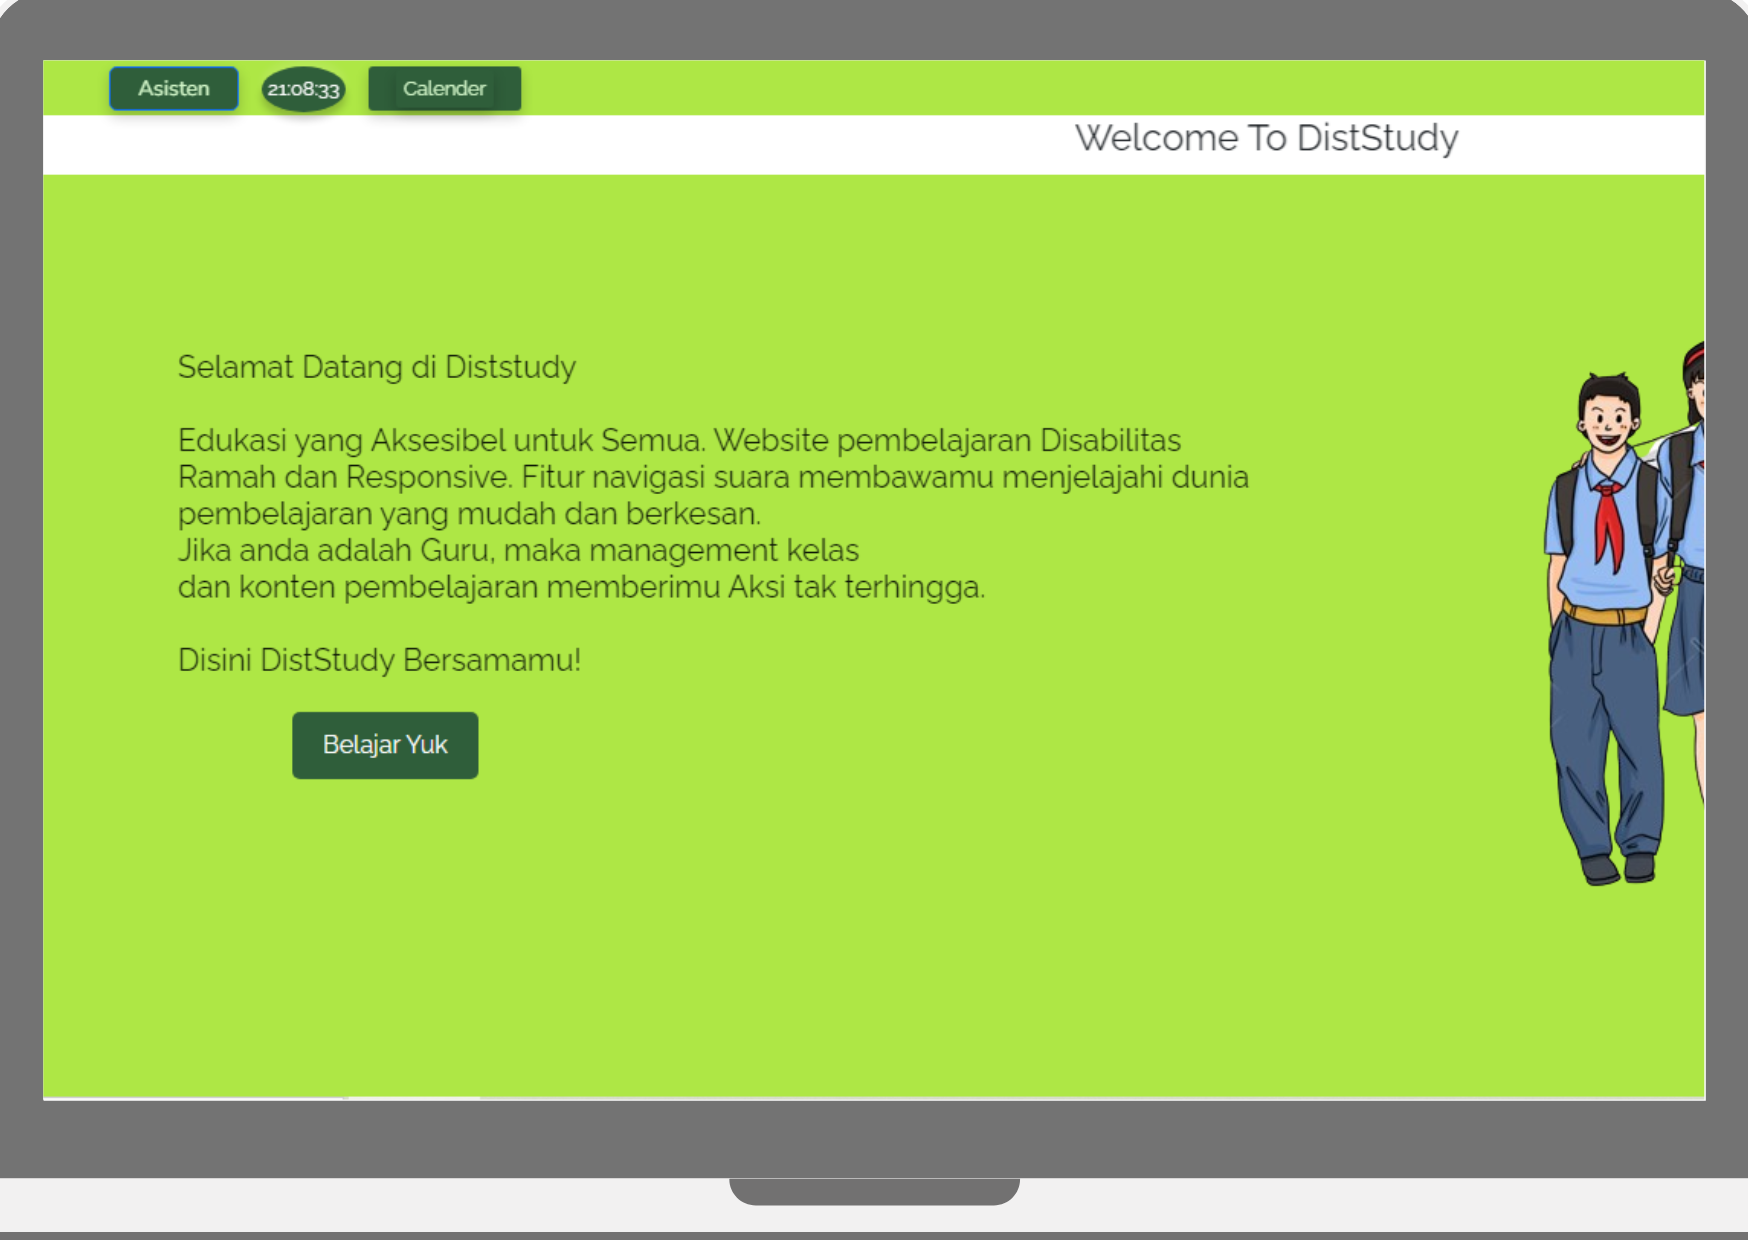 Asisten
21:08:33
Calender
Welcome To DistStudy
Selamat Datang di Diststudy
Edukasi yang Aksesibel untuk Semua. Website pembelajaran Disabilitas
Ramah dan Responsive. Fitur navigasi suara membawamu menjelajahi dunia
pembelajaran yang mudah dan berkesan.
Jika anda adalah Guru, maka management kelas
dan konten pembelajaran memberimu Aksi tak terhingga.
Disini DistStudy Bersamamu!
Belajar Yuk